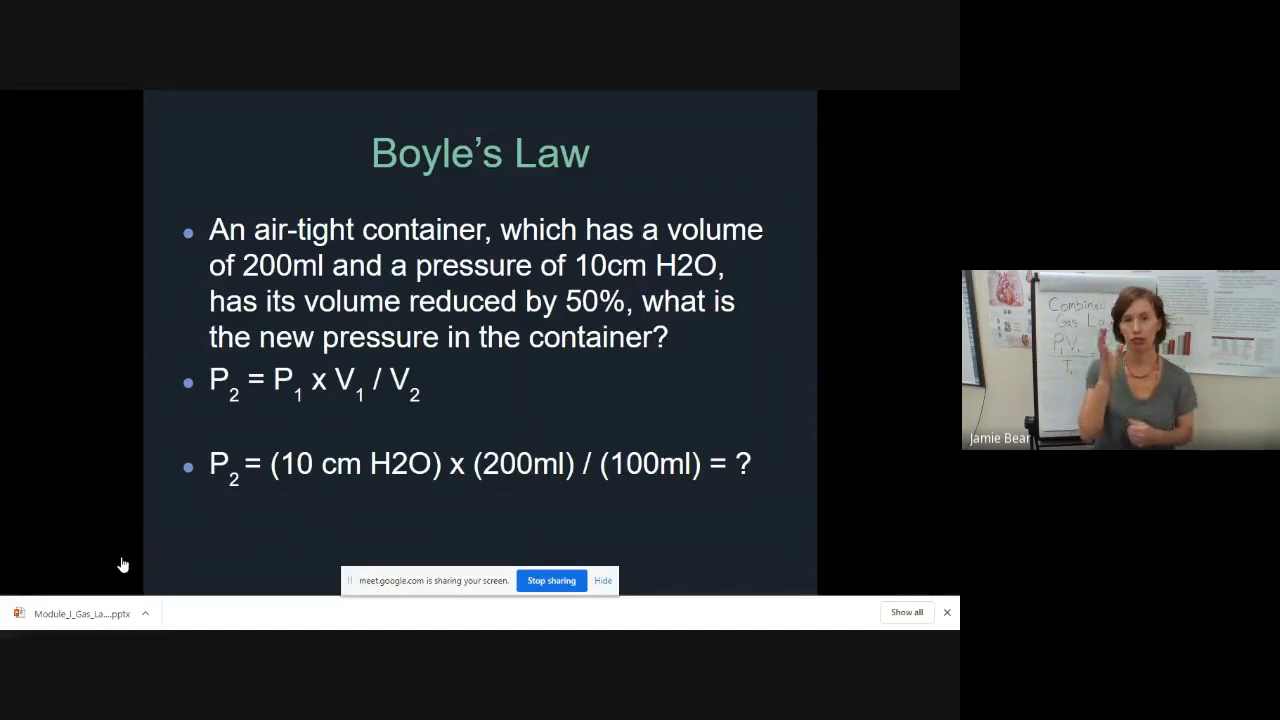 Boyle’s Law
• An air-tight container, which has a volume
of 200ml and a pressure of 10cm H2O,
has its volume reduced by 50%, what is
the new pressure in the container?
• P2 = P1 x V1 / V2
• P2 = (10 cm H2O) x (200ml) / (100ml) = ?
meet.google.com is sharing your screen. Stop sharing Hide
Module_I_Gas_La....pptx
Show all
Combined
Gas La
P1V1
Jamie Bear